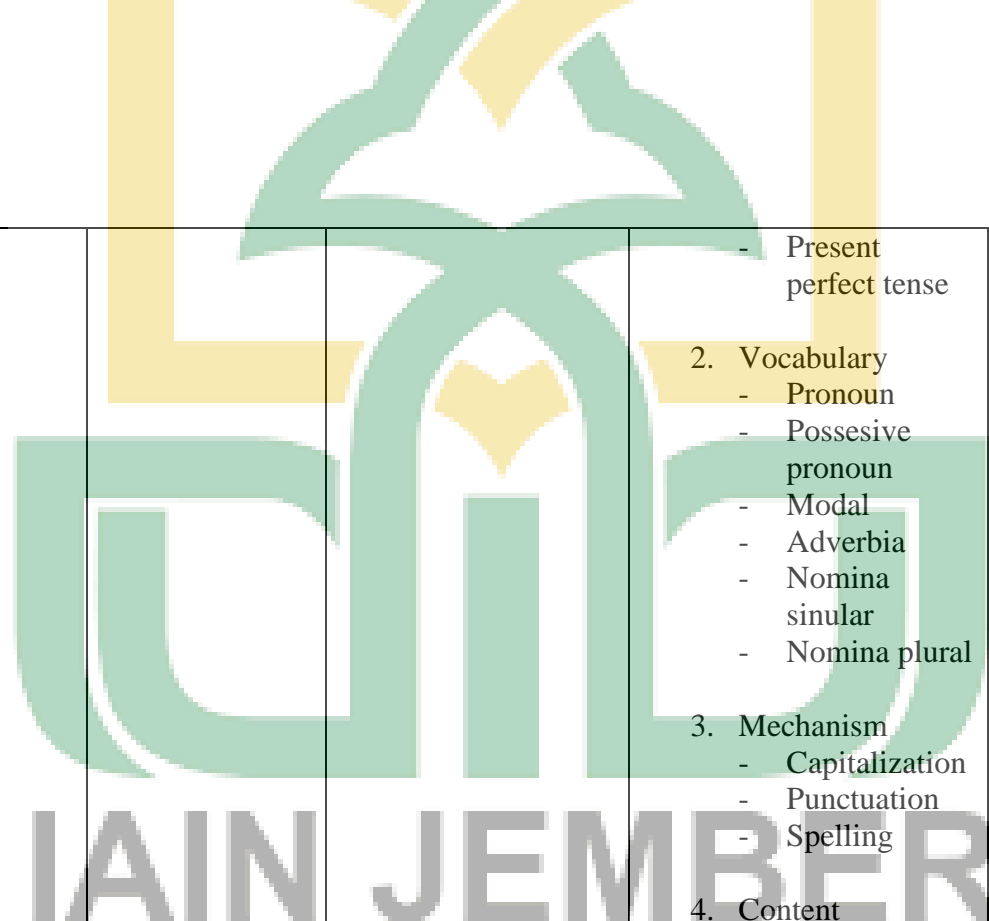 - Present
perfect tense
2. Vocabulary
- Pronoun
- Possesive
pronoun
- Modal
- Adverbia
- Nomina
sinular
- Nomina plural
3. Mechanism
- Capitalization
- Punctuation
- Spelling
4. Content
IAIN JEMBER